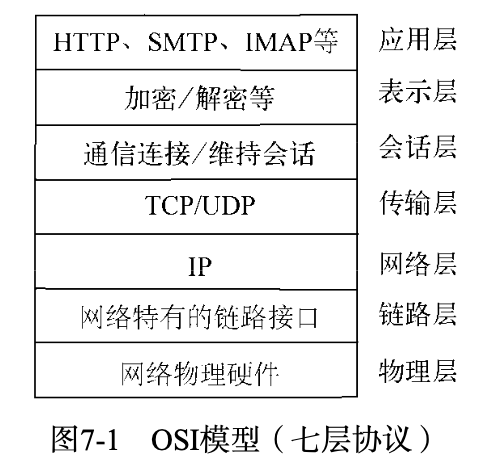 HTTP、SMTP、IMAP等 应用层
加密/解密等 表示层
通信连接/维持会话 会话层
TCP/UDP 传输层
IP 网络层
网络特有的链路接口 链路层
网络物理硬件 物理层
图7-1 OSI模型（七层协议）